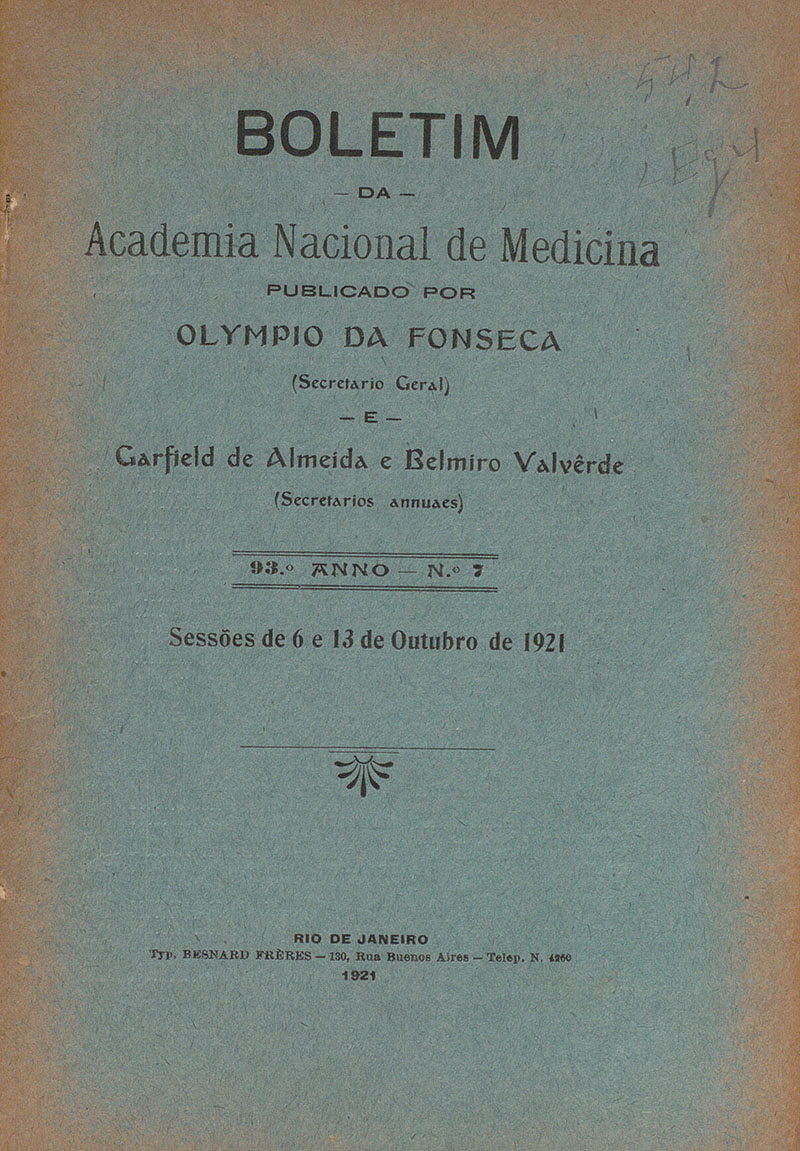 BOLETIM
— DA —
Academia Nacional de Medicina
PUBLICADO POR
OLYMPIO DA FONSECA
(Secretario Geral)
— E —
Garfield de Almeida e Belmiro Valvêrde
(Secretarios annuaes)
93.º ANNO — N.º 7
Sessões de 6 e 13 de Outubro de 1921
RIO DE JANEIRO
Typ. BESNARD FRÈRES — 130, Rua Buenos Aires — Telep. N. 4260
1921